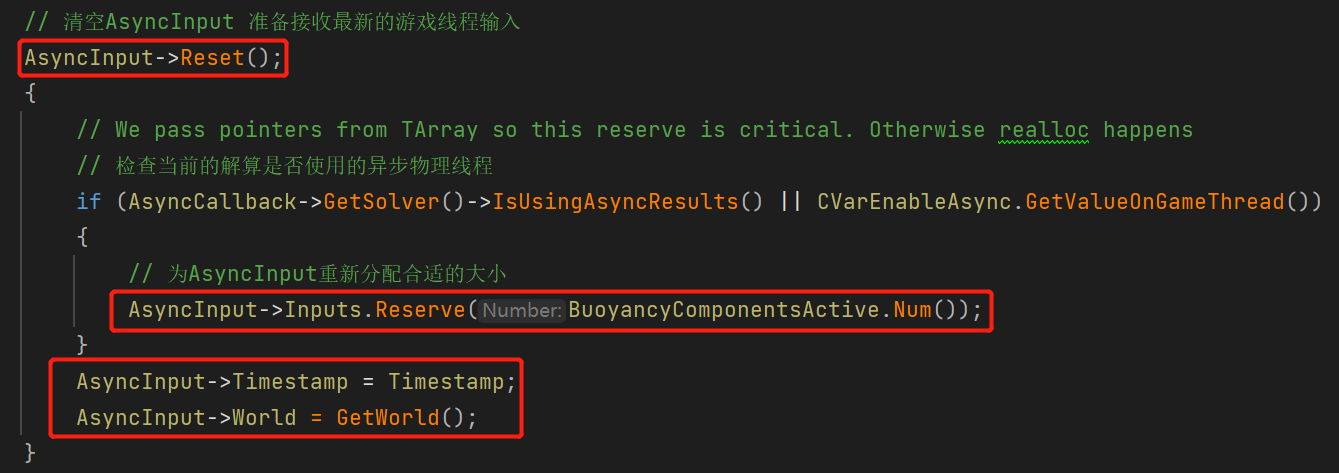 // 清空AsyncInput 准备接收最新的游戏线程输入
AsyncInput->Reset();
{
// We pass pointers from TArray so this reserve is critical. Otherwise realloc happens
// 检查当前的解算是否使用的异步物理线程
if (AsyncCallback->GetSolver()->IsUsingAsyncResults() || CVarEnableAsync.GetValueOnGameThread())
{
// 为AsyncInput重新分配合适的大小
AsyncInput->Inputs.Reserve(Number:BuoyancyComponentsActive.Num());
}
AsyncInput->Timestamp = Timestamp;
AsyncInput->World = GetWorld();
}